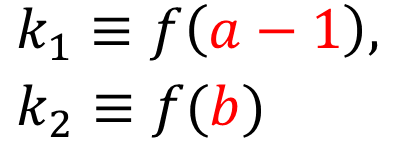 k₁ ≡ f(a − 1),
k₂ ≡ f(b)